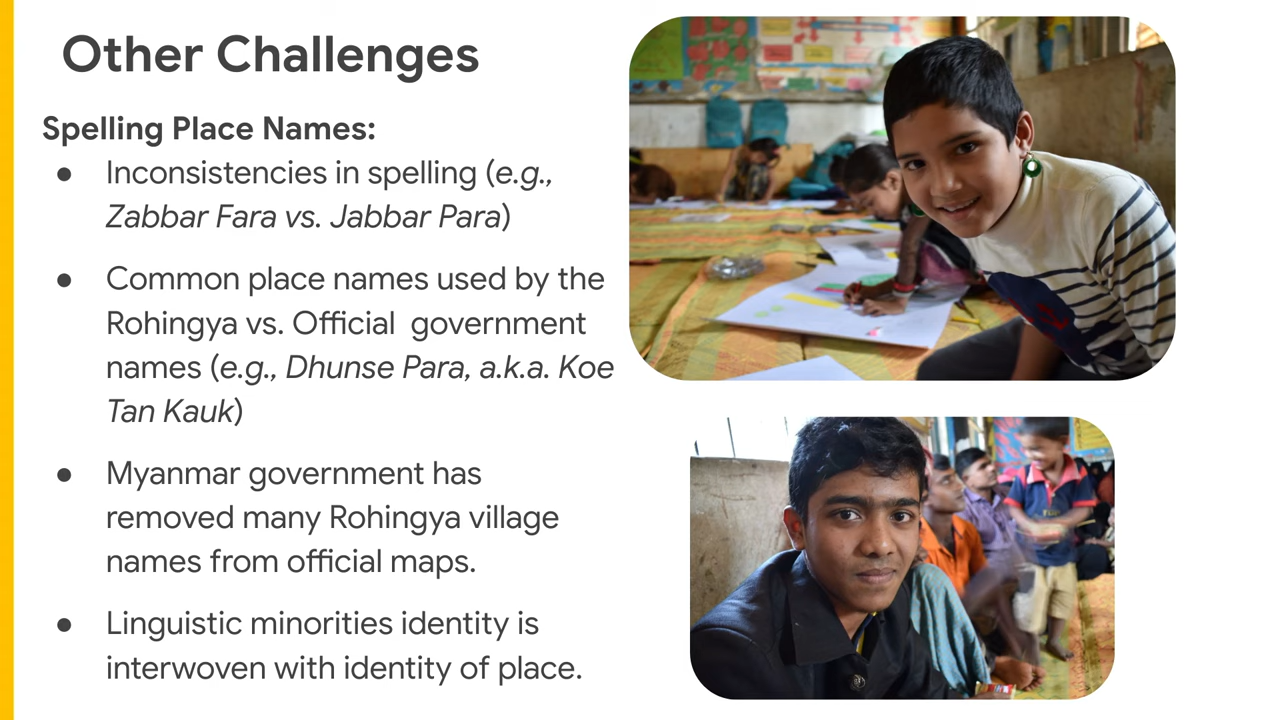 Other Challenges
Spelling Place Names:
● Inconsistencies in spelling (e.g.,
Zabbar Fara vs. Jabbar Para)
● Common place names used by the
Rohingya vs. Official  government
names (e.g., Dhunse Para, a.k.a. Koe
Tan Kauk)
● Myanmar government has
removed many Rohingya village
names from official maps.
● Linguistic minorities identity is
interwoven with identity of place.